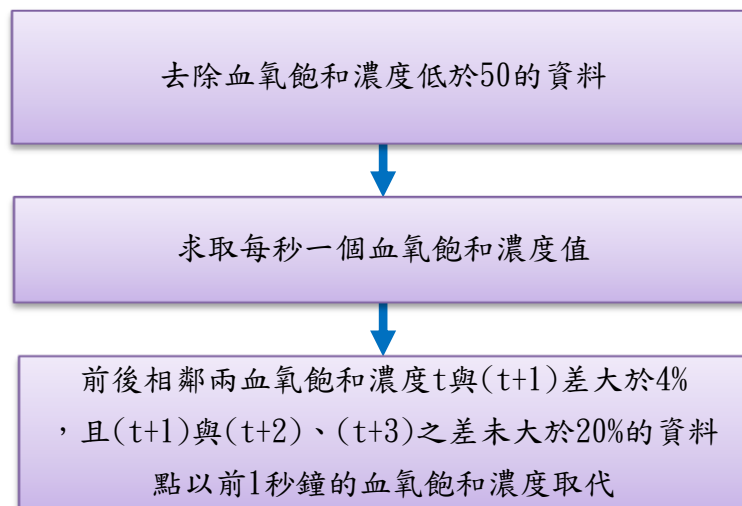 去除血氧飽和濃度低於50的資料
求取每秒一個血氧飽和濃度值
前後相鄰兩血氧飽和濃度t與(t+1)差大於4%
，且(t+1)與(t+2)、(t+3)之差未大於20%的資料
點以前1秒鐘的血氧飽和濃度取代